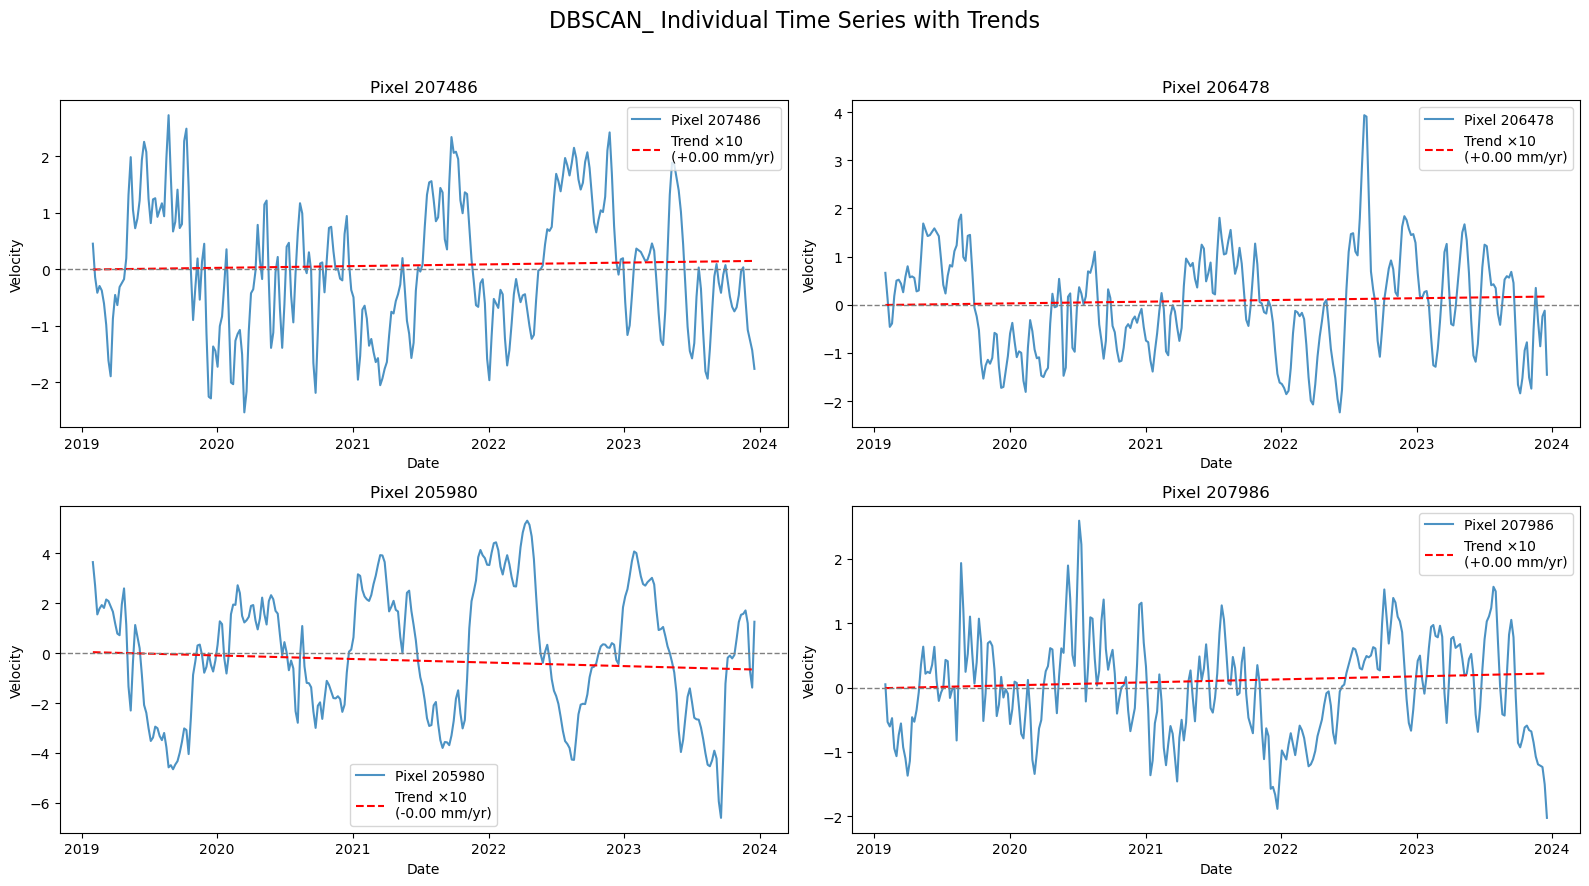 DBSCAN_ Individual Time Series with Trends
Pixel 207486
Velocity
2
1
0
−1
−2
Pixel 207486
Trend ×10
(+0.00 mm/yr)
2019
2020
2021
2022
2023
2024
Date
Pixel 206478
Velocity
4
3
2
1
0
−1
−2
Pixel 206478
Trend ×10
(+0.00 mm/yr)
2019
2020
2021
2022
2023
2024
Date
Pixel 205980
Velocity
4
2
0
−2
−4
−6
Pixel 205980
Trend ×10
(-0.00 mm/yr)
2019
2020
2021
2022
2023
2024
Date
Pixel 207986
Velocity
2
1
0
−1
−2
Pixel 207986
Trend ×10
(+0.00 mm/yr)
2019
2020
2021
2022
2023
2024
Date